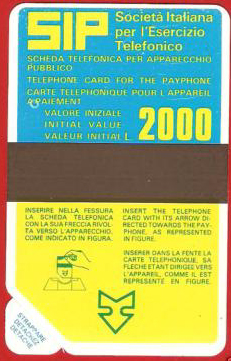 SIP
Società Italiana
per l'Esercizio
Telefonico
SCHEDA TELEFONICA PER APPARECCHIO
PUBBLICO
TELEPHONE CARD FOR THE PAYPHONE
CARTE TELEPHONIQUE POUR L'APPAREIL
A PAIEMENT
VALORE INIZIALE
INITIAL VALUE
VALEUR INITIAL L. 2000
INSERIRE NELLA FESSURA
LA SCHEDA TELEFONICA
CON LA SUA FRECCIA RIVOL-
TA VERSO L'APPARECCHIO,
COME INDICATO IN FIGURA.
INSERT THE TELEPHONE
CARD WITH ITS ARROW DI-
RECTED TOWARDS THE PAY-
PHONE, AS REPRESENTED
IN FIGURE.
INSERER DANS LA FENTE LA
CARTE TELEPHONIQUE, SA
FLECHE ETANT DIRIGEE VERS
L'APPAREIL, COMME IL EST
REPRESENTE EN FIGURE.
STRAPPARE
DETACHER
DETACHE